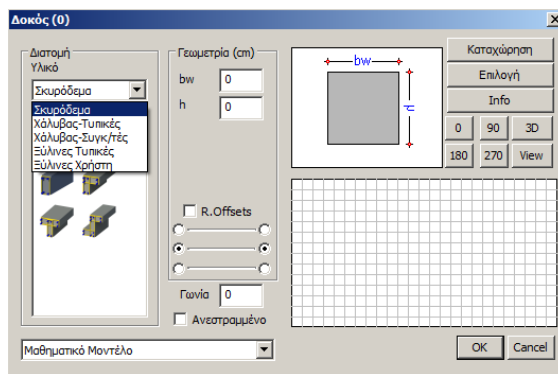 Δοκός (0)
Διατομή
Υλικό
Σκυρόδεμα
Σκυρόδεμα
Χάλυβας-Τυπικές
Χάλυβας-Συγκ/τές
Ξύλινες Τυπικές
Ξύλινες Χρήστη
Γεωμετρία (cm)
bw 0
h 0
R.Offsets
Γωνία 0
Ανεστραμμένο
bw
h
Καταχώρηση
Επιλογή
Info
0 90 3D
180 270 View
Μαθηματικό Μοντέλο
OK Cancel